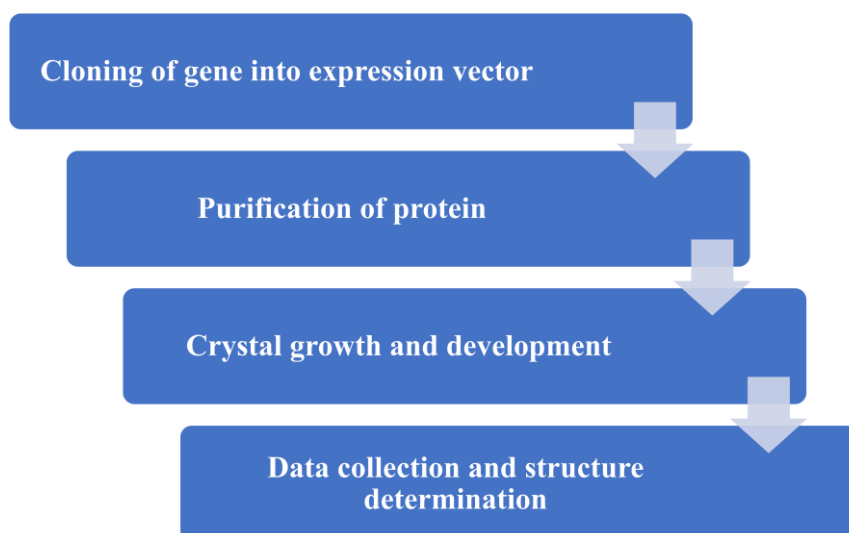 Cloning of gene into expression vector
Purification of protein
Crystal growth and development
Data collection and structure
determination